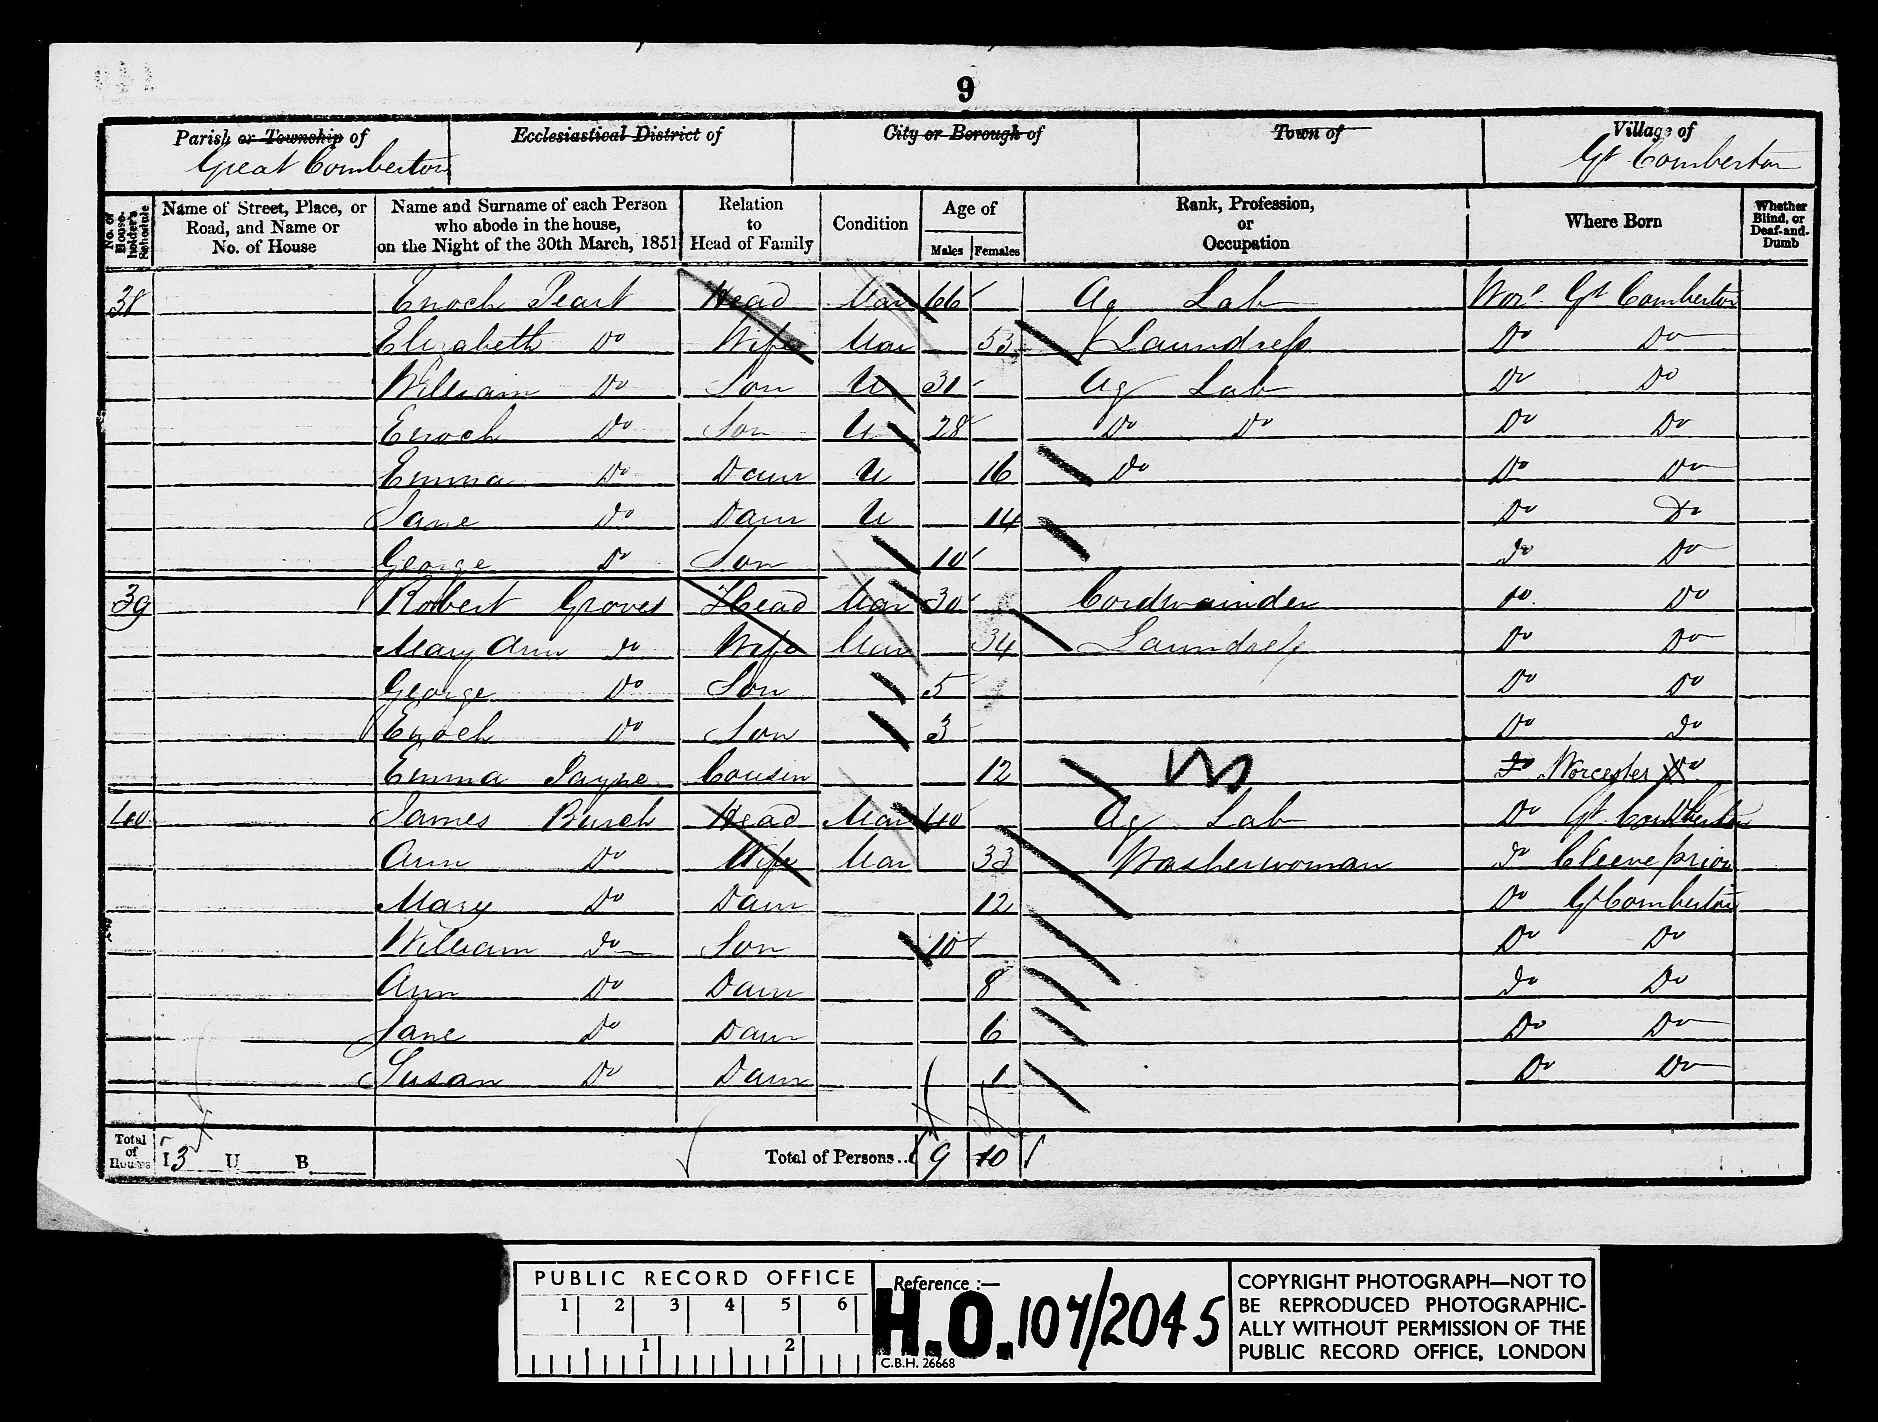 9
Parish or Township of Ecclesiastical District of City or Borough of Town of Village of
Great Comberton Gt Comberton
No. of House-holder's Schedule Name of Street, Place, or Road, and Name or No. of House Name and Surname of each Person who abode in the house, on the Night of the 30th March, 1851 Relation to Head of Family Condition Age of Males Females Rank, Profession, or Occupation Where Born Whether Blind, or Deaf-and-Dumb
38 Enoch Peart Head Mar 66 Ag Lab Worc Gt Comberton
Elizabeth Do Wife Mar 53 Laundress Do Do
William Do Son U 31 Ag Lab Do Do
Enoch Do Son U 28 Do Do Do Do
Emma Do Daur U 16 Do Do Do
Jane Do Daur U 14 Do Do
George Do Son 10 Do Do
39 Robert Groves Head Mar 30 Cordwainder Do Do
Mary Ann Do Wife Mar 34 Laundress Do Do
George Do Son 5 Do Do
Enoch Do Son 3 Do Do
Emma Payne Cousin 12 Do Worcester Do
40 James Burch Head Mar 40 Ag Lab Do Gt Comberton
Ann Do Wife Mar 33 Washerwoman Do Cleeve prior
Mary Do Daur 12 Do Gt Comberton
William Do Son 10 Do Do
Ann Do Daur 8 Do Do
Jane Do Daur 6 Do Do
Susan Do Daur 1 Do Do
Total of Houses I 3 U B Total of Persons.. 9 10
PUBLIC RECORD OFFICE
1 2 3 4 5 6
1 2
Reference :—
H.O. 107/2045
C.B.H. 26668
COPYRIGHT PHOTOGRAPH—NOT TO
BE REPRODUCED PHOTOGRAPHIC-
ALLY WITHOUT PERMISSION OF THE
PUBLIC RECORD OFFICE, LONDON